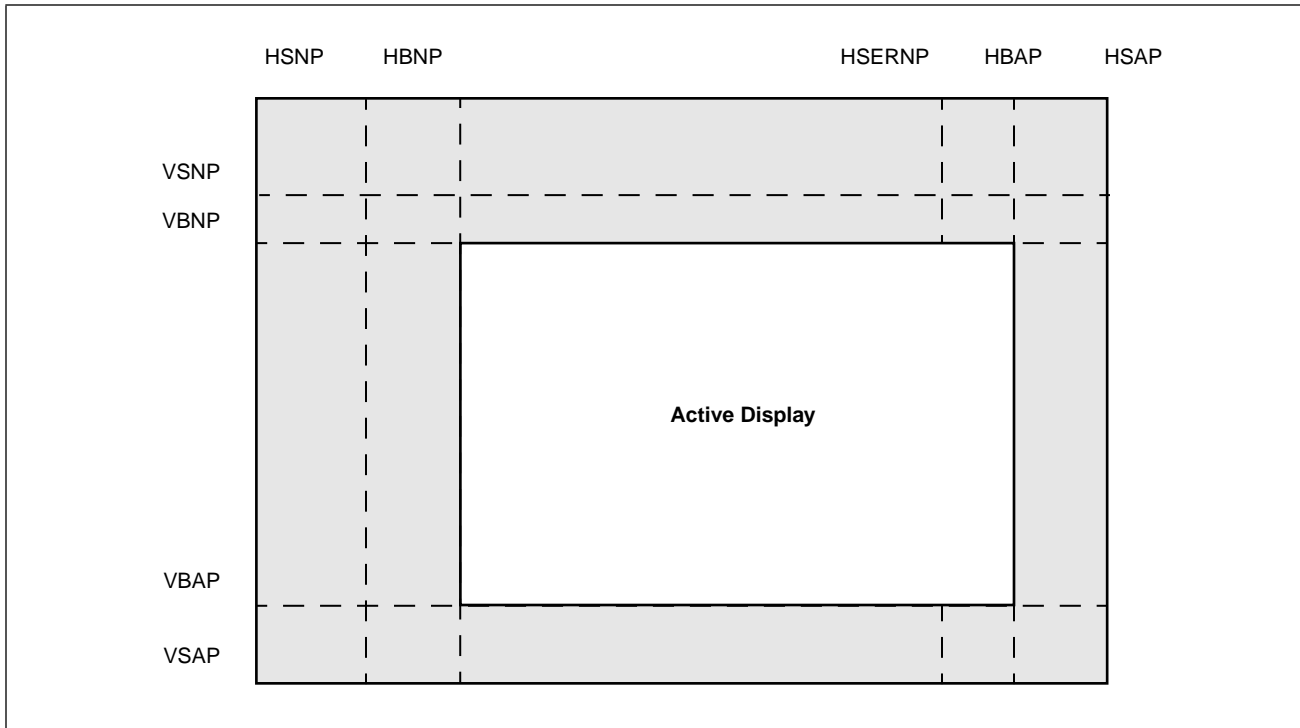 HSNP HBNP HSERNP HBAP HSAP
VSNP
VBNP
Active Display
VBAP
VSAP